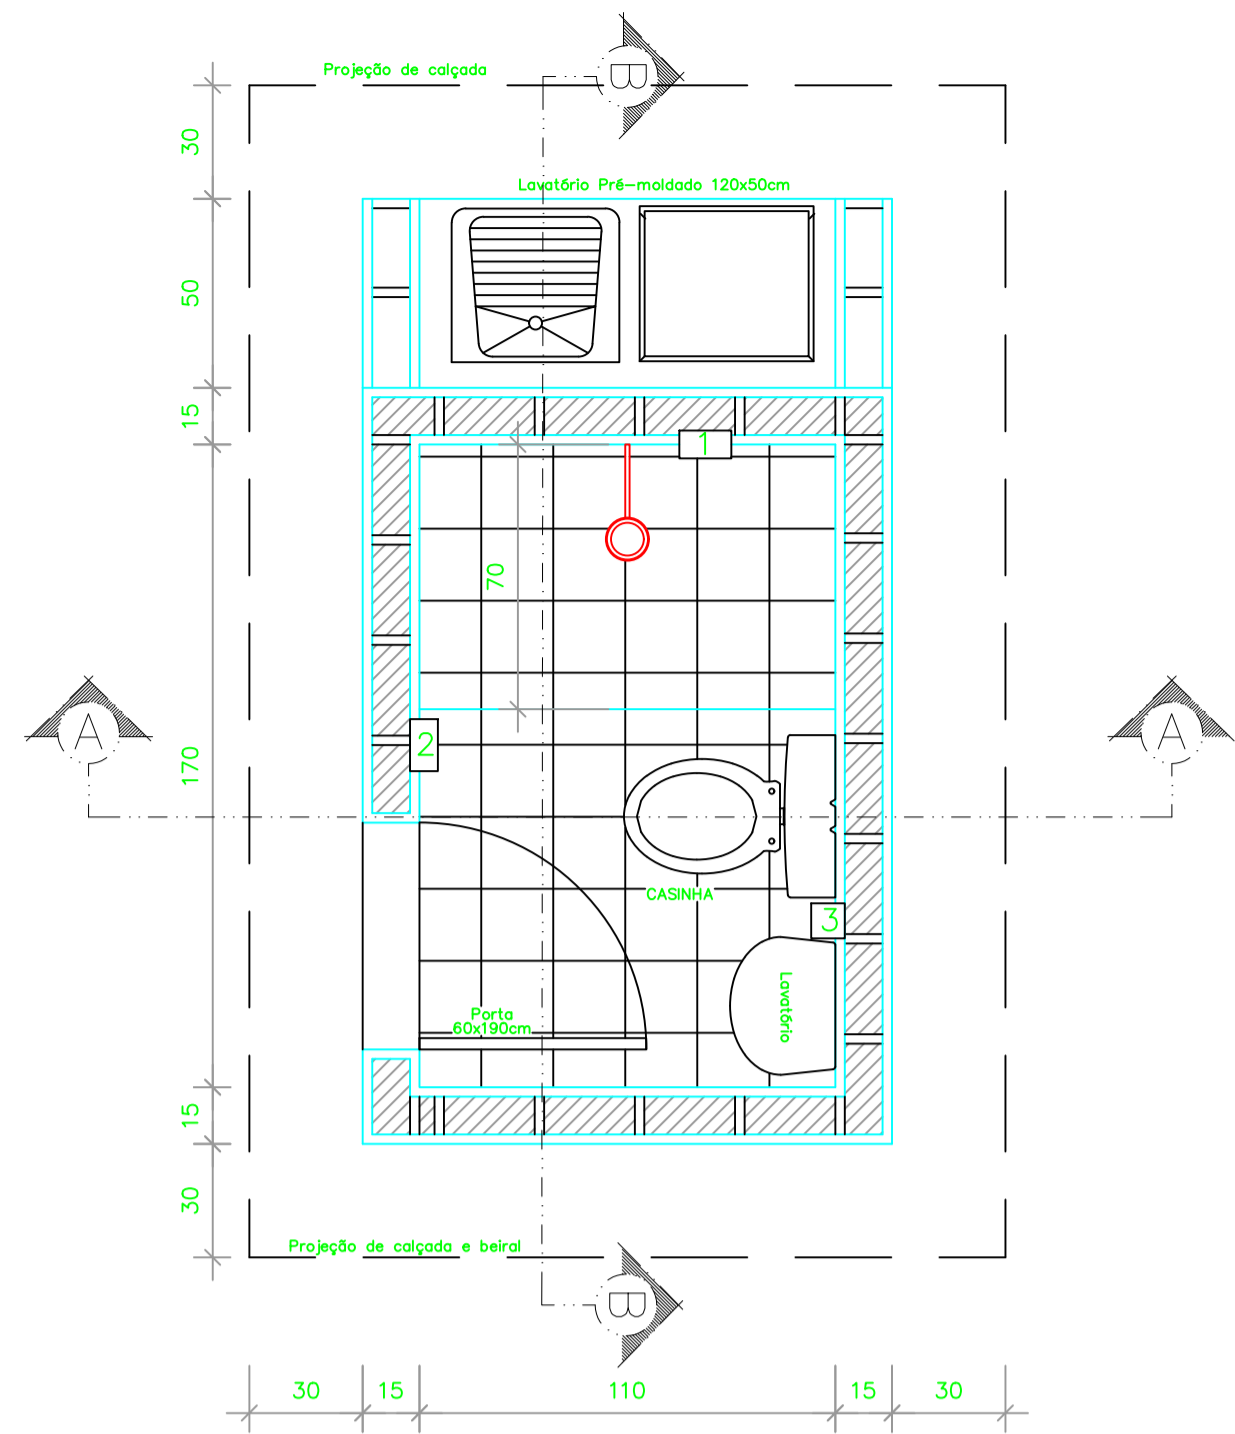 Projeção de calçada
B
30
Lavatório Pré-moldado 120x50cm
50
15
1
70
A
2
A
170
CASINHA
3
Lavatório
Porta
60x190cm
15
30
Projeção de calçada e beiral
B
30
15
110
15
30